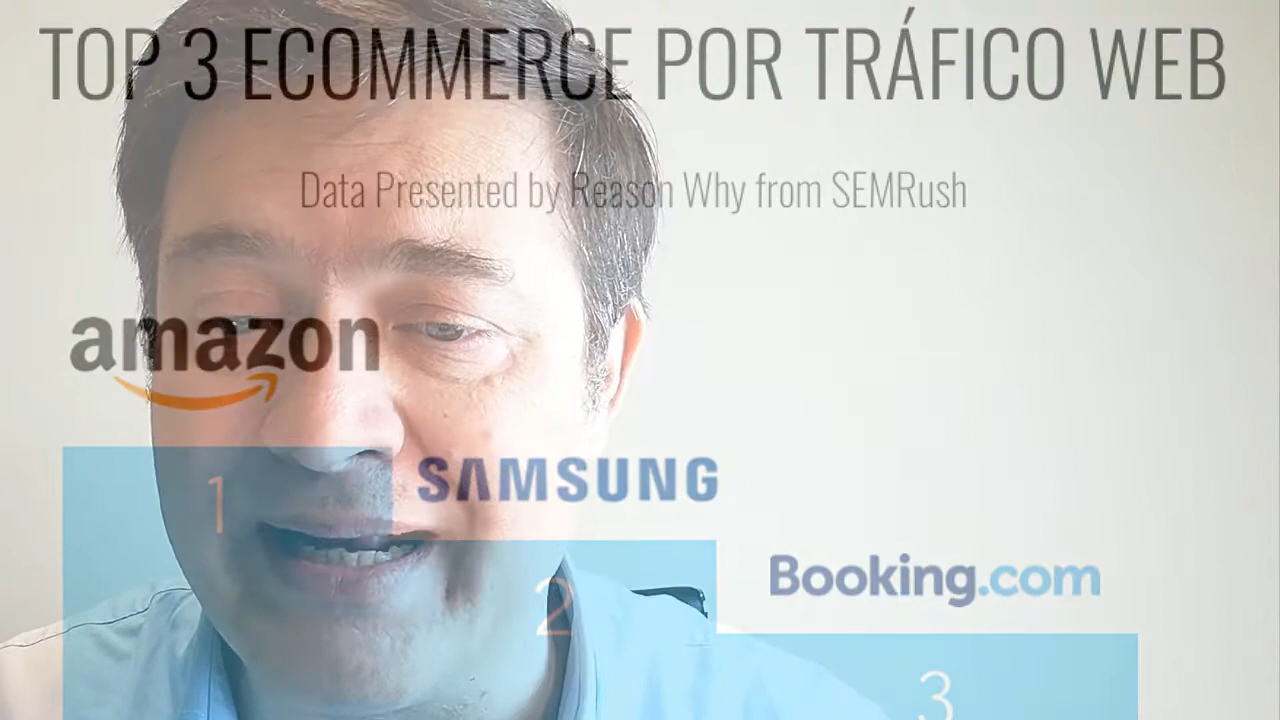 TOP 3 ECOMMERCE POR TRÁFICO WEB
Data Presented by Reason Why from SEMRush
amazon
1
SAMSUNG
2
Booking.com
3